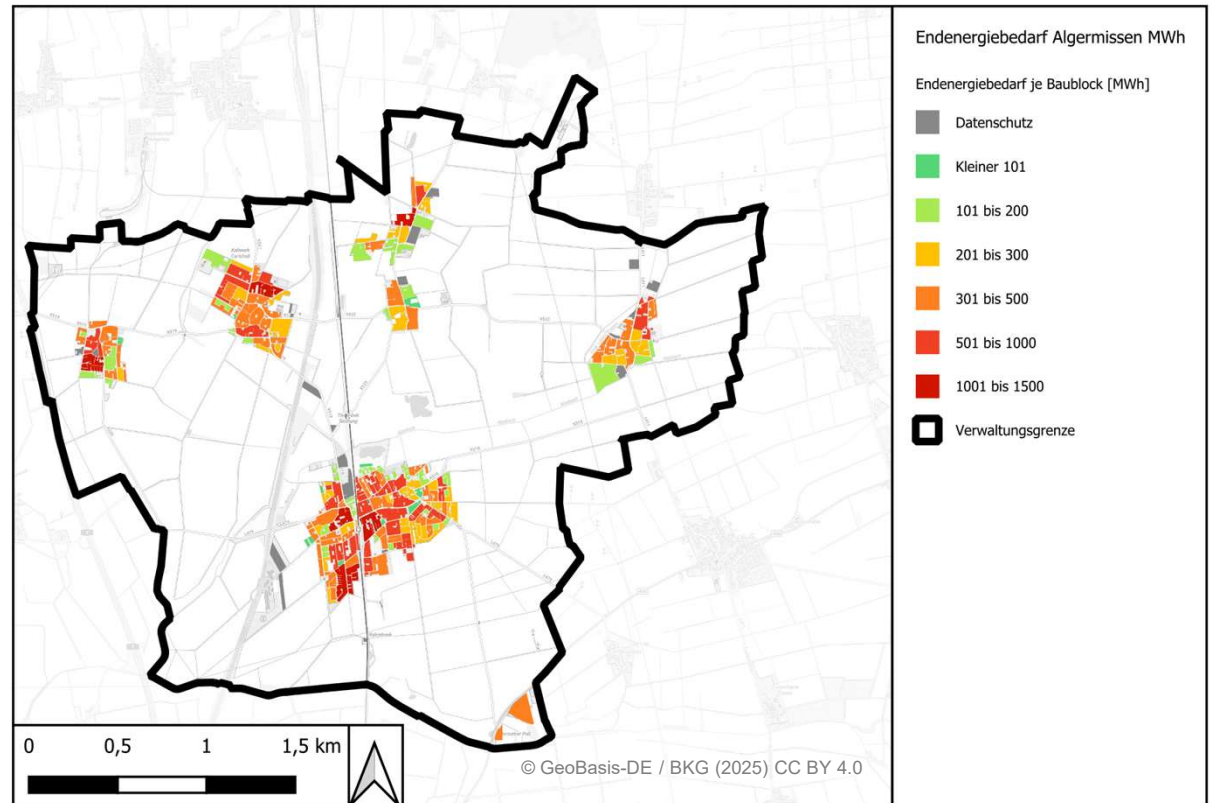 Endenergiebedarf Algermissen MWh
Endenergiebedarf je Baublock [MWh]
Datenschutz
Kleiner 101
101 bis 200
201 bis 300
301 bis 500
501 bis 1000
1001 bis 1500
Verwaltungsgrenze
0 0,5 1 1,5 km
© GeoBasis-DE / BKG (2025) CC BY 4.0